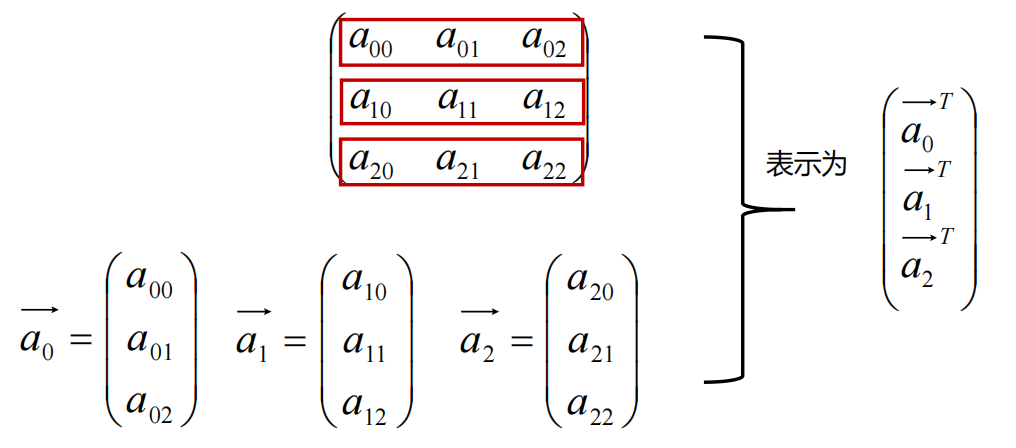 a00 a01 a02
a10 a11 a12
a20 a21 a22
表示为
a0 T
a1 T
a2 T
a0 = a00 a01 a02
a1 = a10 a11 a12
a2 = a20 a21 a22